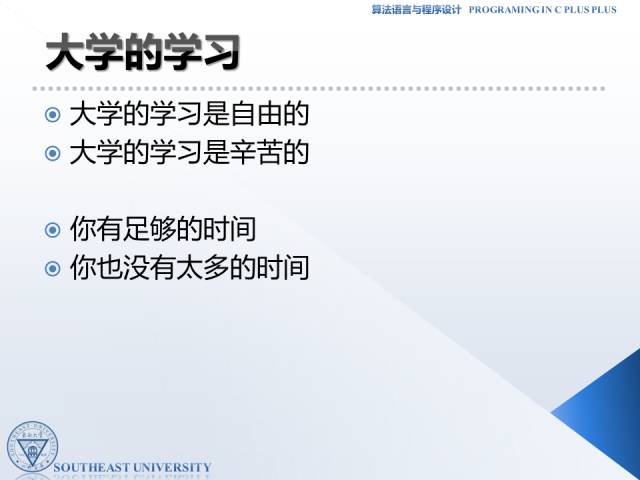 算法语言与程序设计 PROGRAMING IN C PLUS PLUS
大学的学习
大学的学习是自由的
大学的学习是辛苦的
你有足够的时间
你也没有太多的时间
SOUTHEAST UNIVERSITY